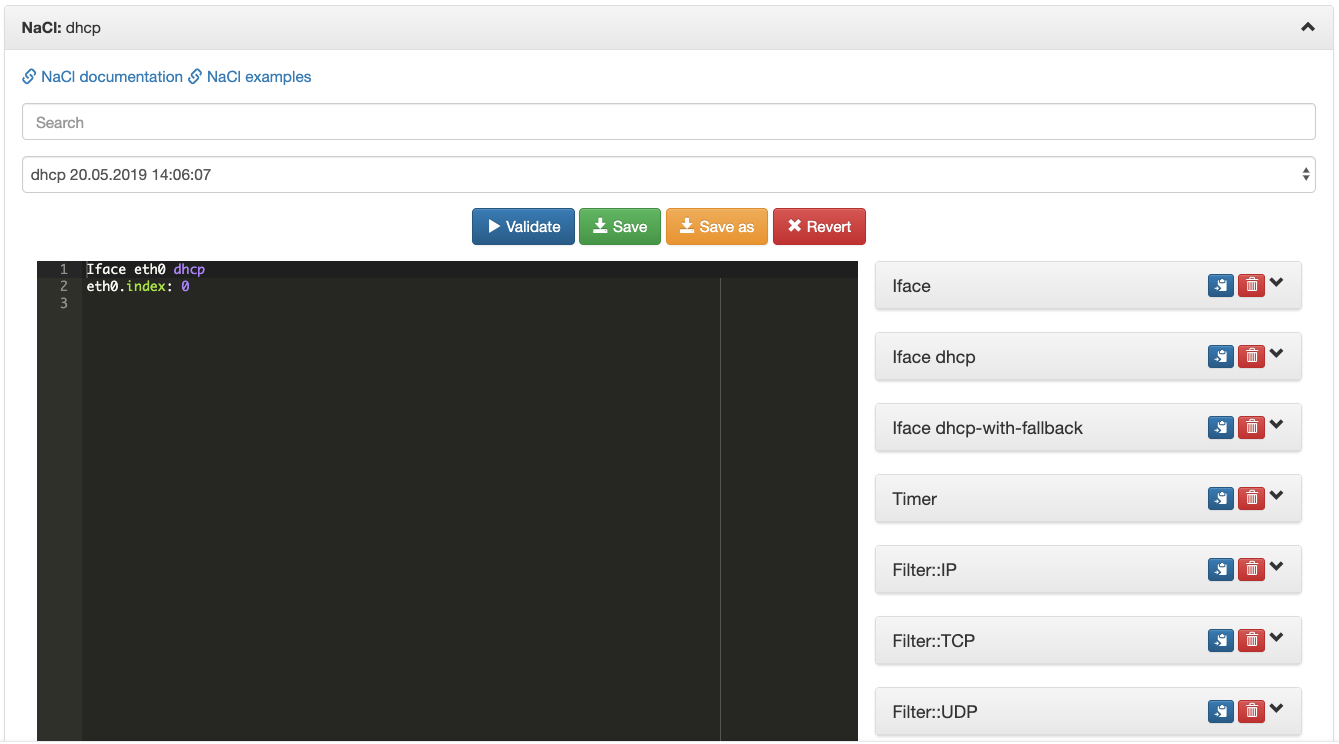 NaCl: dhcp
NaCl documentation NaCl examples
Search
dhcp 20.05.2019 14:06:07
Validate Save Save as Revert
1 Iface eth0 dhcp
2 eth0.index: 0
3
Iface
Iface dhcp
Iface dhcp-with-fallback
Timer
Filter::IP
Filter::TCP
Filter::UDP